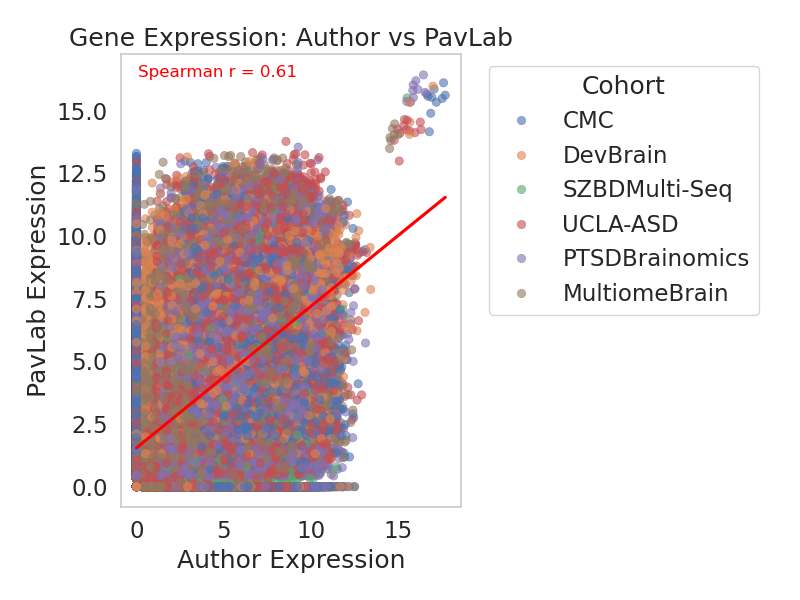 Gene Expression: Author vs PavLab
Spearman r = 0.61
15.0
12.5
10.0
7.5
5.0
2.5
0.0
PavLab Expression
0
5
10
15
Author Expression
Cohort
CMC
DevBrain
SZBDMulti-Seq
UCLA-ASD
PTSDBrainomics
MultiomeBrain